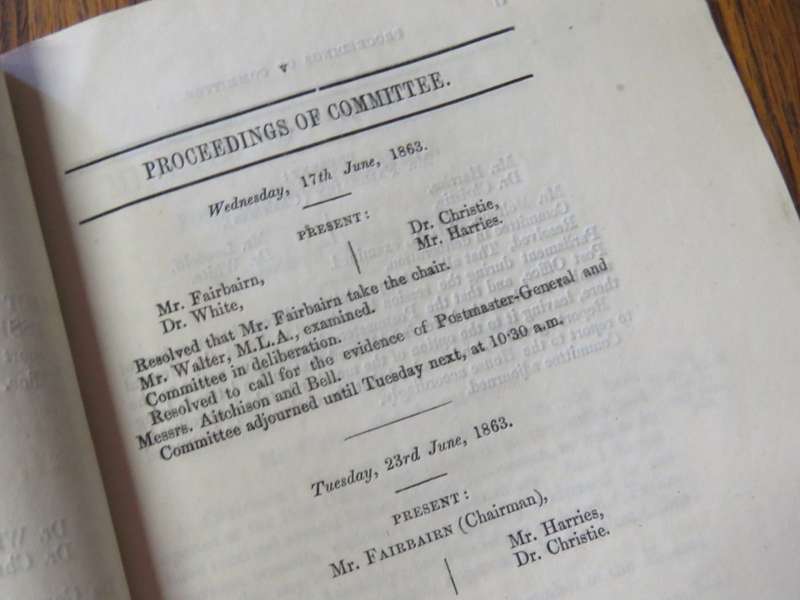 PROCEEDINGS OF COMMITTEE.
Wednesday, 17th June, 1863.
PRESENT:
Mr. Fairbairn,
Dr. White,
Dr. Christie,
Mr. Harries.
Resolved that Mr. Fairbairn take the chair.
Mr. Walter, M.L.A., examined.
Committee in deliberation.
Resolved to call for the evidence of Postmaster-General and
Messrs. Aitchison and Bell.
Committee adjourned until Tuesday next, at 10·30 a.m.
Tuesday, 23rd June, 1863.
PRESENT:
Mr. FAIRBAIRN (Chairman),
Mr. Harries,
Dr. Christie.